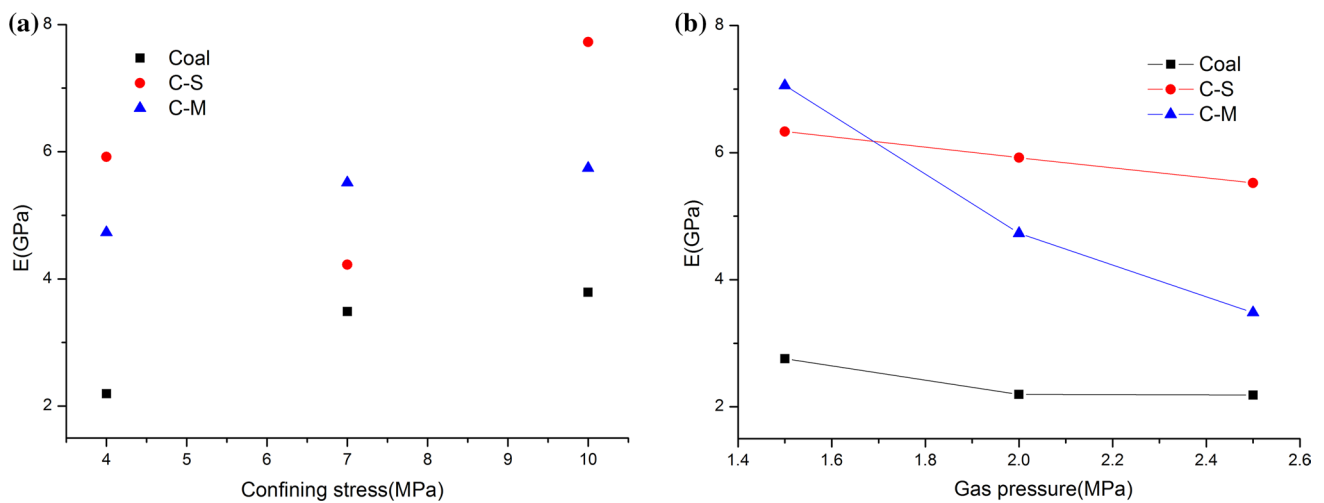 (a)
8
6
4
2
E(GPa)
Coal
C-S
C-M
4 5 6 7 8 9 10
Confining stress(MPa)
(b)
8
6
4
2
E(GPa)
Coal
C-S
C-M
1.4 1.6 1.8 2.0 2.2 2.4 2.6
Gas pressure(MPa)